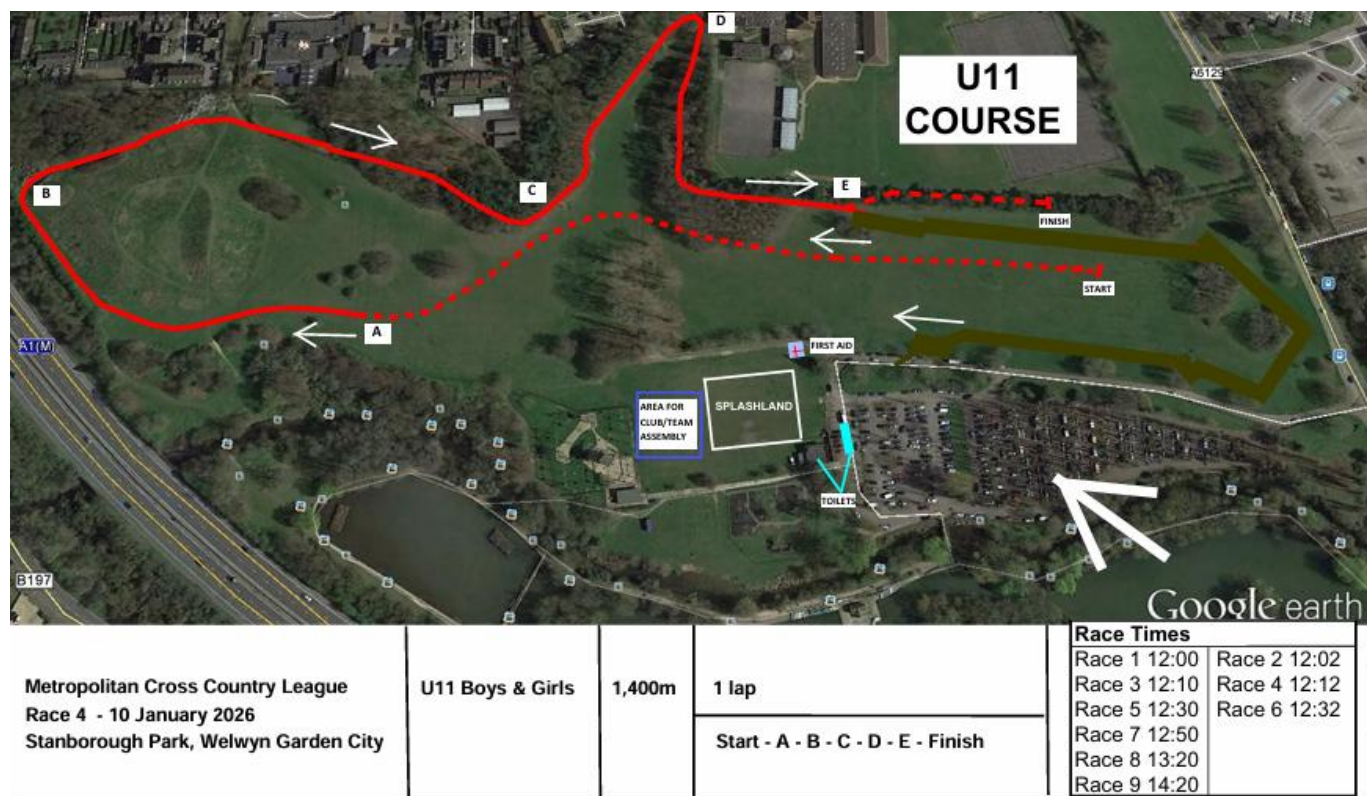 D
U11
COURSE
A6129
B
C
E
FINISH
START
A
A1(M)
FIRST AID
AREA FOR
CLUB/TEAM
ASSEMBLY
SPLASHLAND
TOILETS
B197
Google earth
Metropolitan Cross Country League
Race 4 - 10 January 2026
Stanborough Park, Welwyn Garden City
U11 Boys & Girls
1,400m
1 lap
Start - A - B - C - D - E - Finish
Race Times
Race 1 12:00 Race 2 12:02
Race 3 12:10 Race 4 12:12
Race 5 12:30 Race 6 12:32
Race 7 12:50
Race 8 13:20
Race 9 14:20